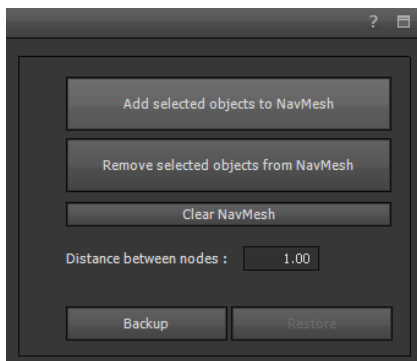 ?
Add selected objects to NavMesh
Remove selected objects from NavMesh
Clear NavMesh
Distance between nodes : 1.00
Backup Restore